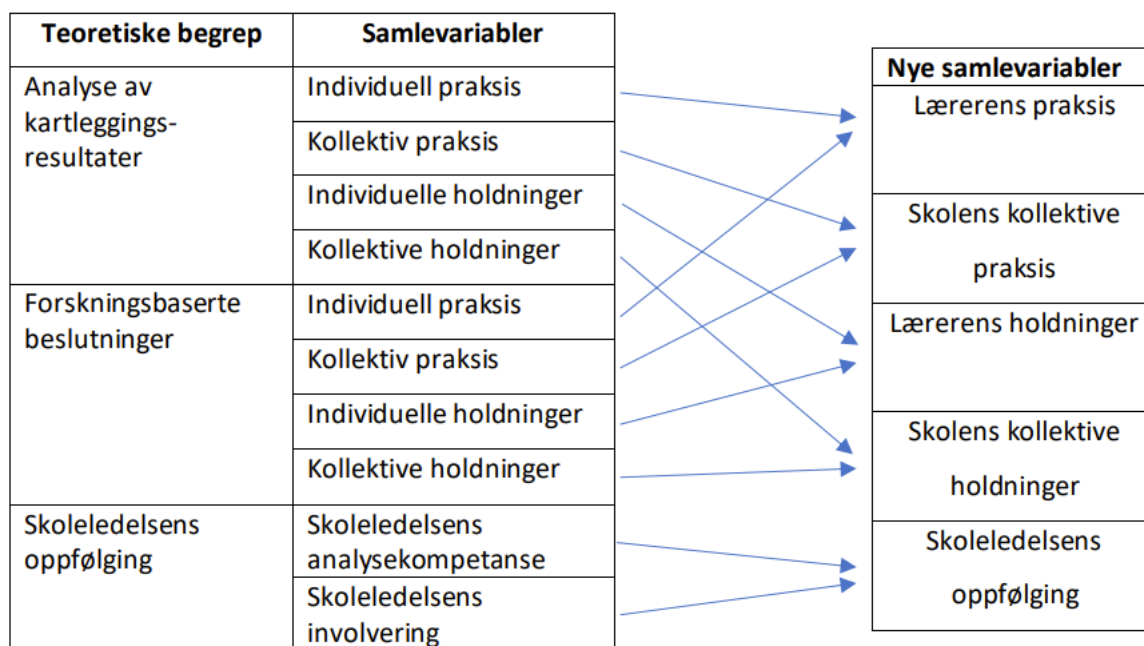 Teoretiske begrep
Samlevariabler
Analyse av
kartleggings-
resultater
Individuell praksis
Kollektiv praksis
Individuelle holdninger
Kollektive holdninger
Forskningsbaserte
beslutninger
Individuell praksis
Kollektiv praksis
Individuelle holdninger
Kollektive holdninger
Skoleledelsens
oppfølging
Skoleledelsens
analysekompetanse
Skoleledelsens
involvering
Nye samlevariabler
Lærerens praksis
Skolens kollektive
praksis
Lærerens holdninger
Skolens kollektive
holdninger
Skoleledelsens
oppfølging